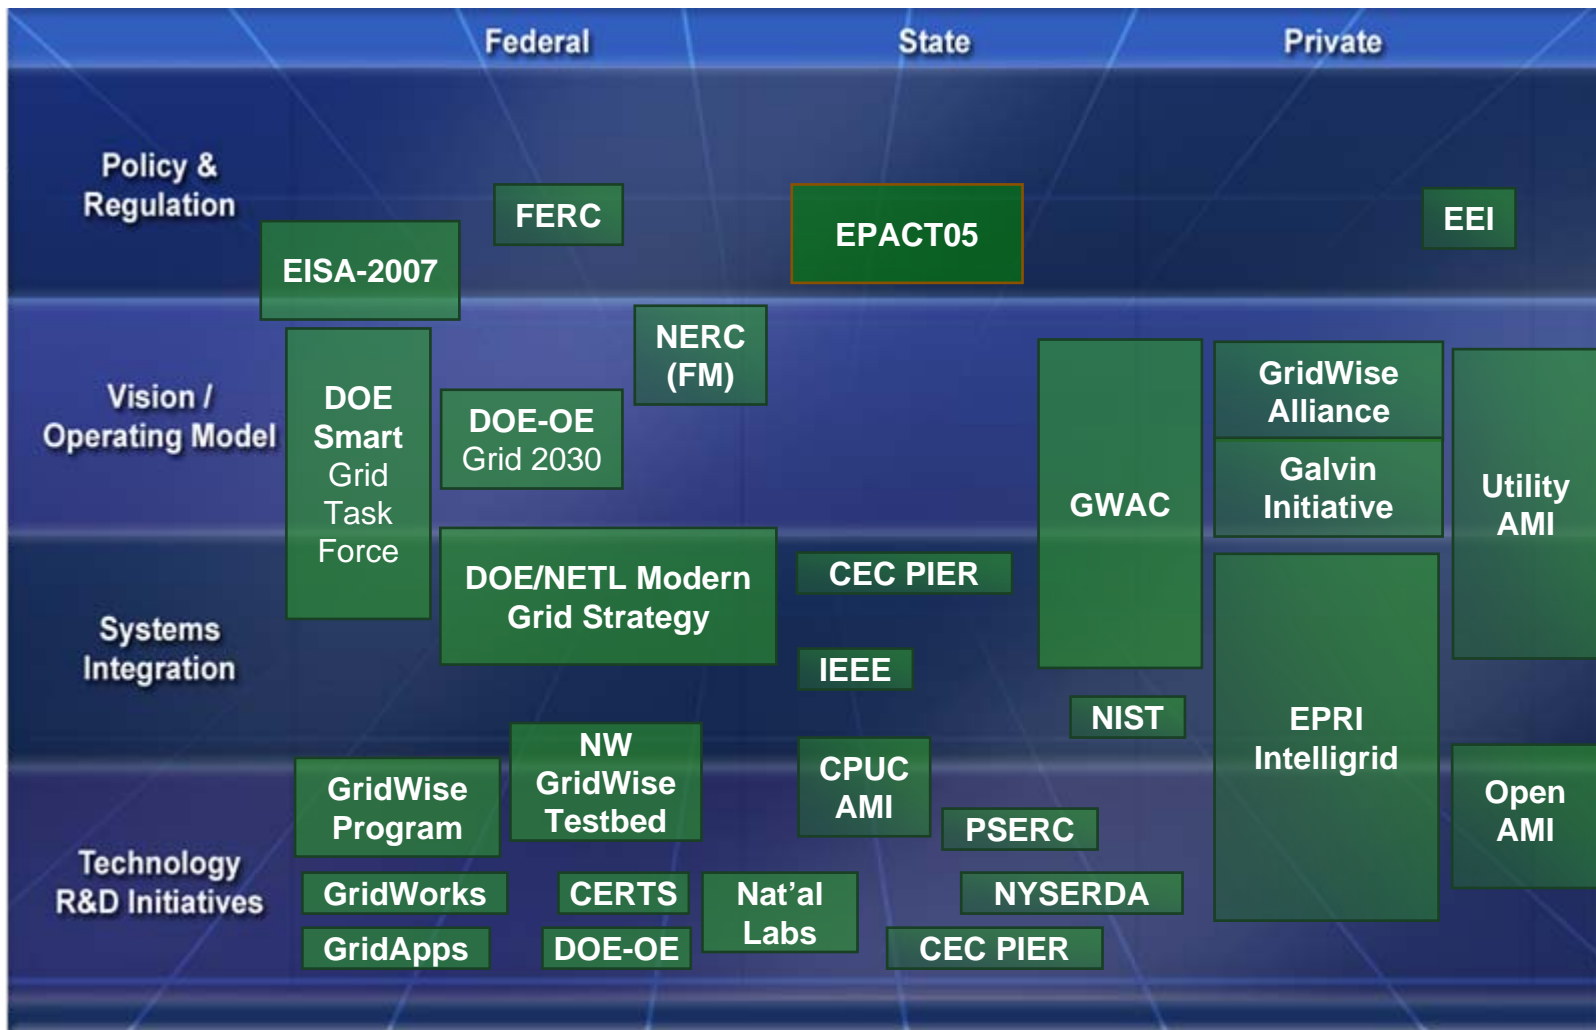 Federal
State
Private
Policy &
Regulation
FERC
EPACT05
EEI
EISA-2007
Vision /
Operating Model
DOE
Smart
Grid
Task
Force
DOE-OE
Grid 2030
NERC
(FM)
GWAC
GridWise
Alliance
Galvin
Initiative
Utility
AMI
Systems
Integration
DOE/NETL Modern
Grid Strategy
CEC PIER
IEEE
NIST
EPRI
Intelligrid
Technology
R&D Initiatives
GridWise
Program
NW
GridWise
Testbed
CPUC
AMI
PSERC
Open
AMI
GridWorks
CERTS
Nat’al
Labs
NYSERDA
GridApps
DOE-OE
CEC PIER